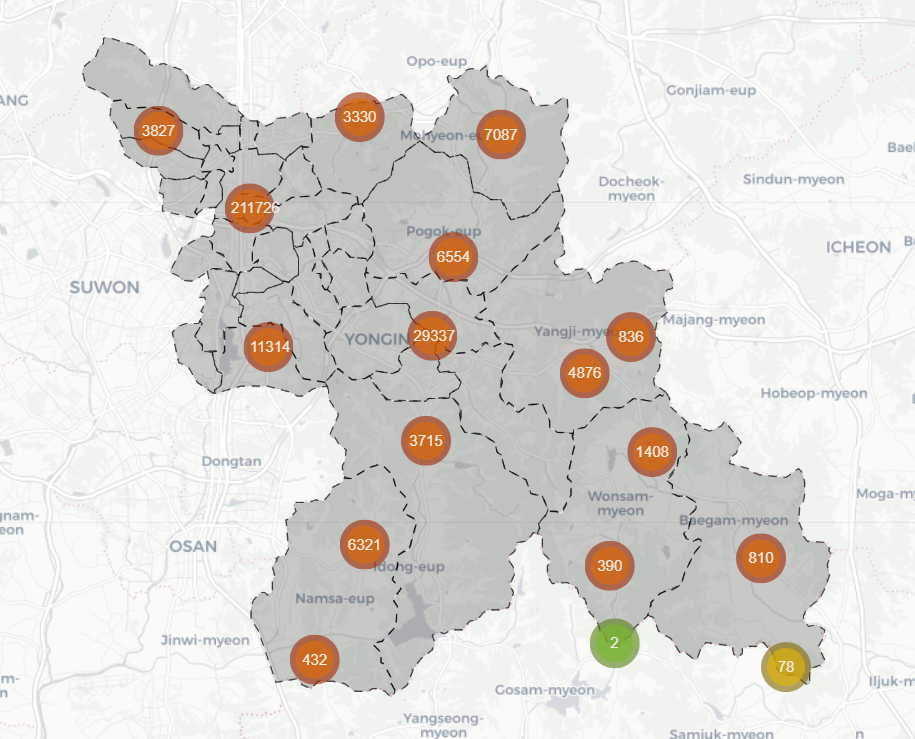 Opo-eup
Gonjiam-eup
ANG
3330
3827
Mohyeon-e
7087
Bael
Docheok-
myeon
Sindun-myeon
211726
Pogok-eup
6554
ICHEON
B
SUWON
Majang-myeon
Yangji-mye
836
YONGIN
29337
11314
4876
Hobeop-myeon
3715
1408
Dongtan
Wonsam-
myeon
Moga-m
gnam-
eon
Baegam-myeon
OSAN
6321
810
Idong-eup
390
Namsa-eup
Jinwi-myeon
2
432
78
m-
n
Gosam-myeon
Iljuk-m
Yangseong-
myeon
Samjuk-myeon
n